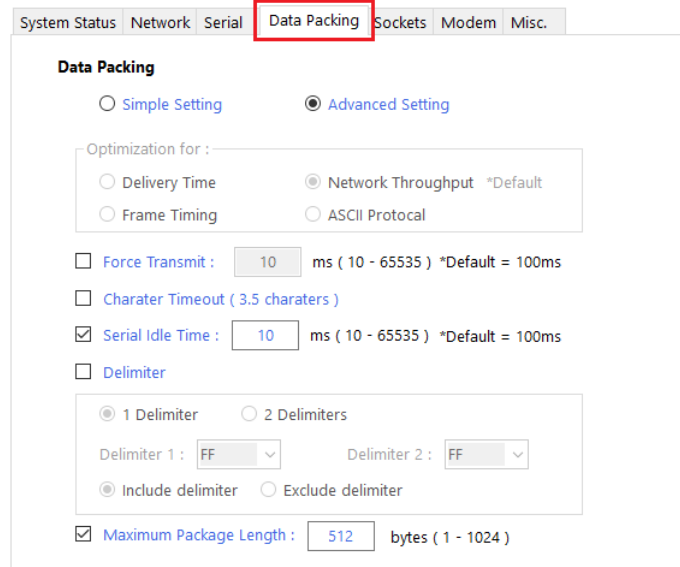 System Status Network Serial Data Packing Sockets Modem Misc.
Data Packing
Simple Setting Advanced Setting
Optimization for :
Delivery Time Network Throughput *Default
Frame Timing ASCII Protocal
Force Transmit : 10 ms ( 10 - 65535 ) *Default = 100ms
Charater Timeout ( 3.5 charaters )
Serial Idle Time : 10 ms ( 10 - 65535 ) *Default = 100ms
Delimiter
1 Delimiter 2 Delimiters
Delimiter 1 : FF Delimiter 2 : FF
Include delimiter Exclude delimiter
Maximum Package Length : 512 bytes ( 1 - 1024 )